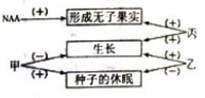 NAA (+) 形成无子果实
(+) 丙
(−) 生长 (+)
甲 (+) 乙
(+) 种子的休眠 (−)